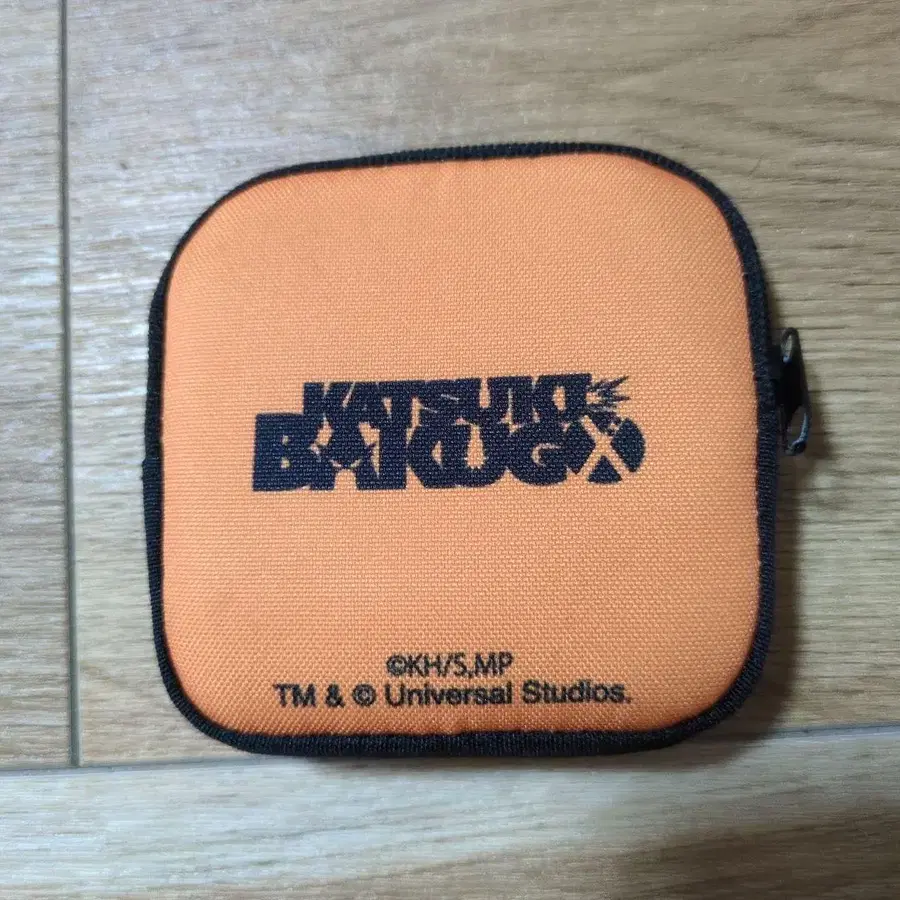 KATSUKI
BAKUGO
©KH/S,MP
TM & © Universal Studios.